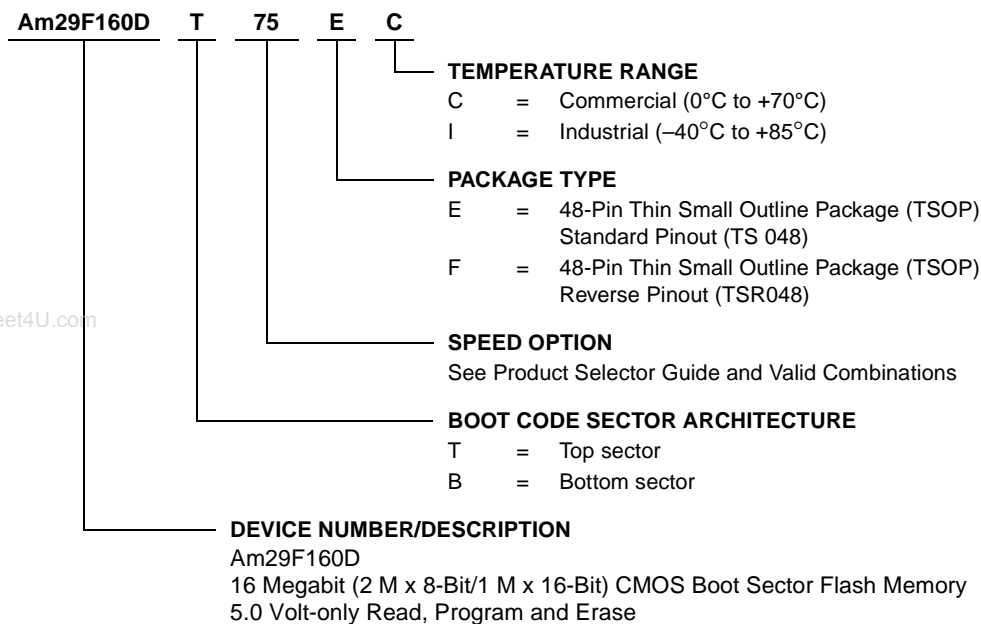 Am29F160D T 75 E C
TEMPERATURE RANGE
C = Commercial (0°C to +70°C)
I = Industrial (–40°C to +85°C)
PACKAGE TYPE
E = 48-Pin Thin Small Outline Package (TSOP)
Standard Pinout (TS 048)
F = 48-Pin Thin Small Outline Package (TSOP)
Reverse Pinout (TSR048)
eet4U.com
SPEED OPTION
See Product Selector Guide and Valid Combinations
BOOT CODE SECTOR ARCHITECTURE
T = Top sector
B = Bottom sector
DEVICE NUMBER/DESCRIPTION
Am29F160D
16 Megabit (2 M x 8-Bit/1 M x 16-Bit) CMOS Boot Sector Flash Memory
5.0 Volt-only Read, Program and Erase